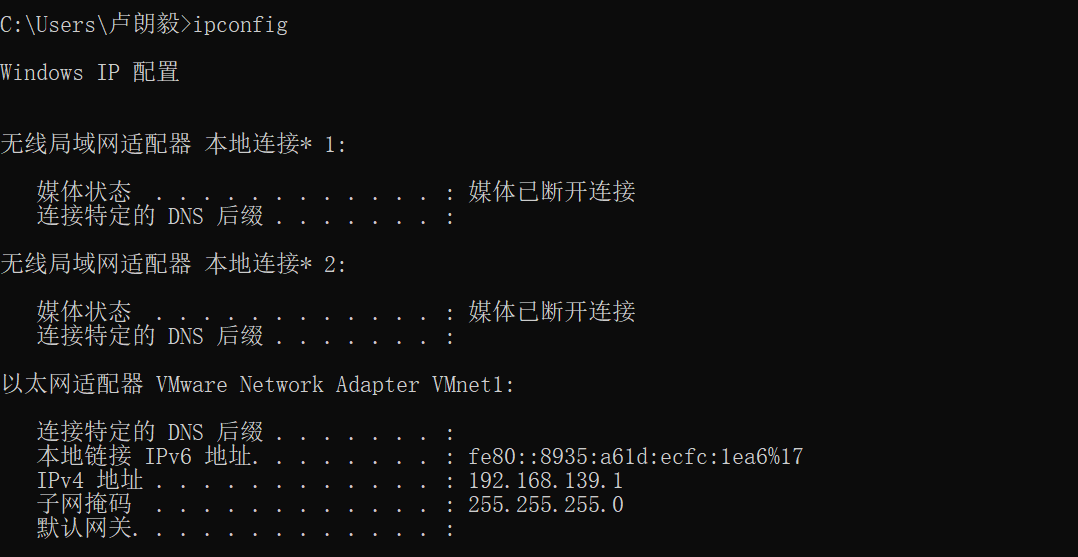 C:\Users\卢朗毅>ipconfig
Windows IP 配置
无线局域网适配器 本地连接* 1:
媒体状态  . . . . . . . . . . . . : 媒体已断开连接
连接特定的 DNS 后缀 . . . . . . . :
无线局域网适配器 本地连接* 2:
媒体状态  . . . . . . . . . . . . : 媒体已断开连接
连接特定的 DNS 后缀 . . . . . . . :
以太网适配器 VMware Network Adapter VMnet1:
连接特定的 DNS 后缀 . . . . . . . :
本地链接 IPv6 地址. . . . . . . . : fe80::8935:a61d:ecfc:1ea6%17
IPv4 地址 . . . . . . . . . . . . : 192.168.139.1
子网掩码  . . . . . . . . . . . . : 255.255.255.0
默认网关. . . . . . . . . . . . . :